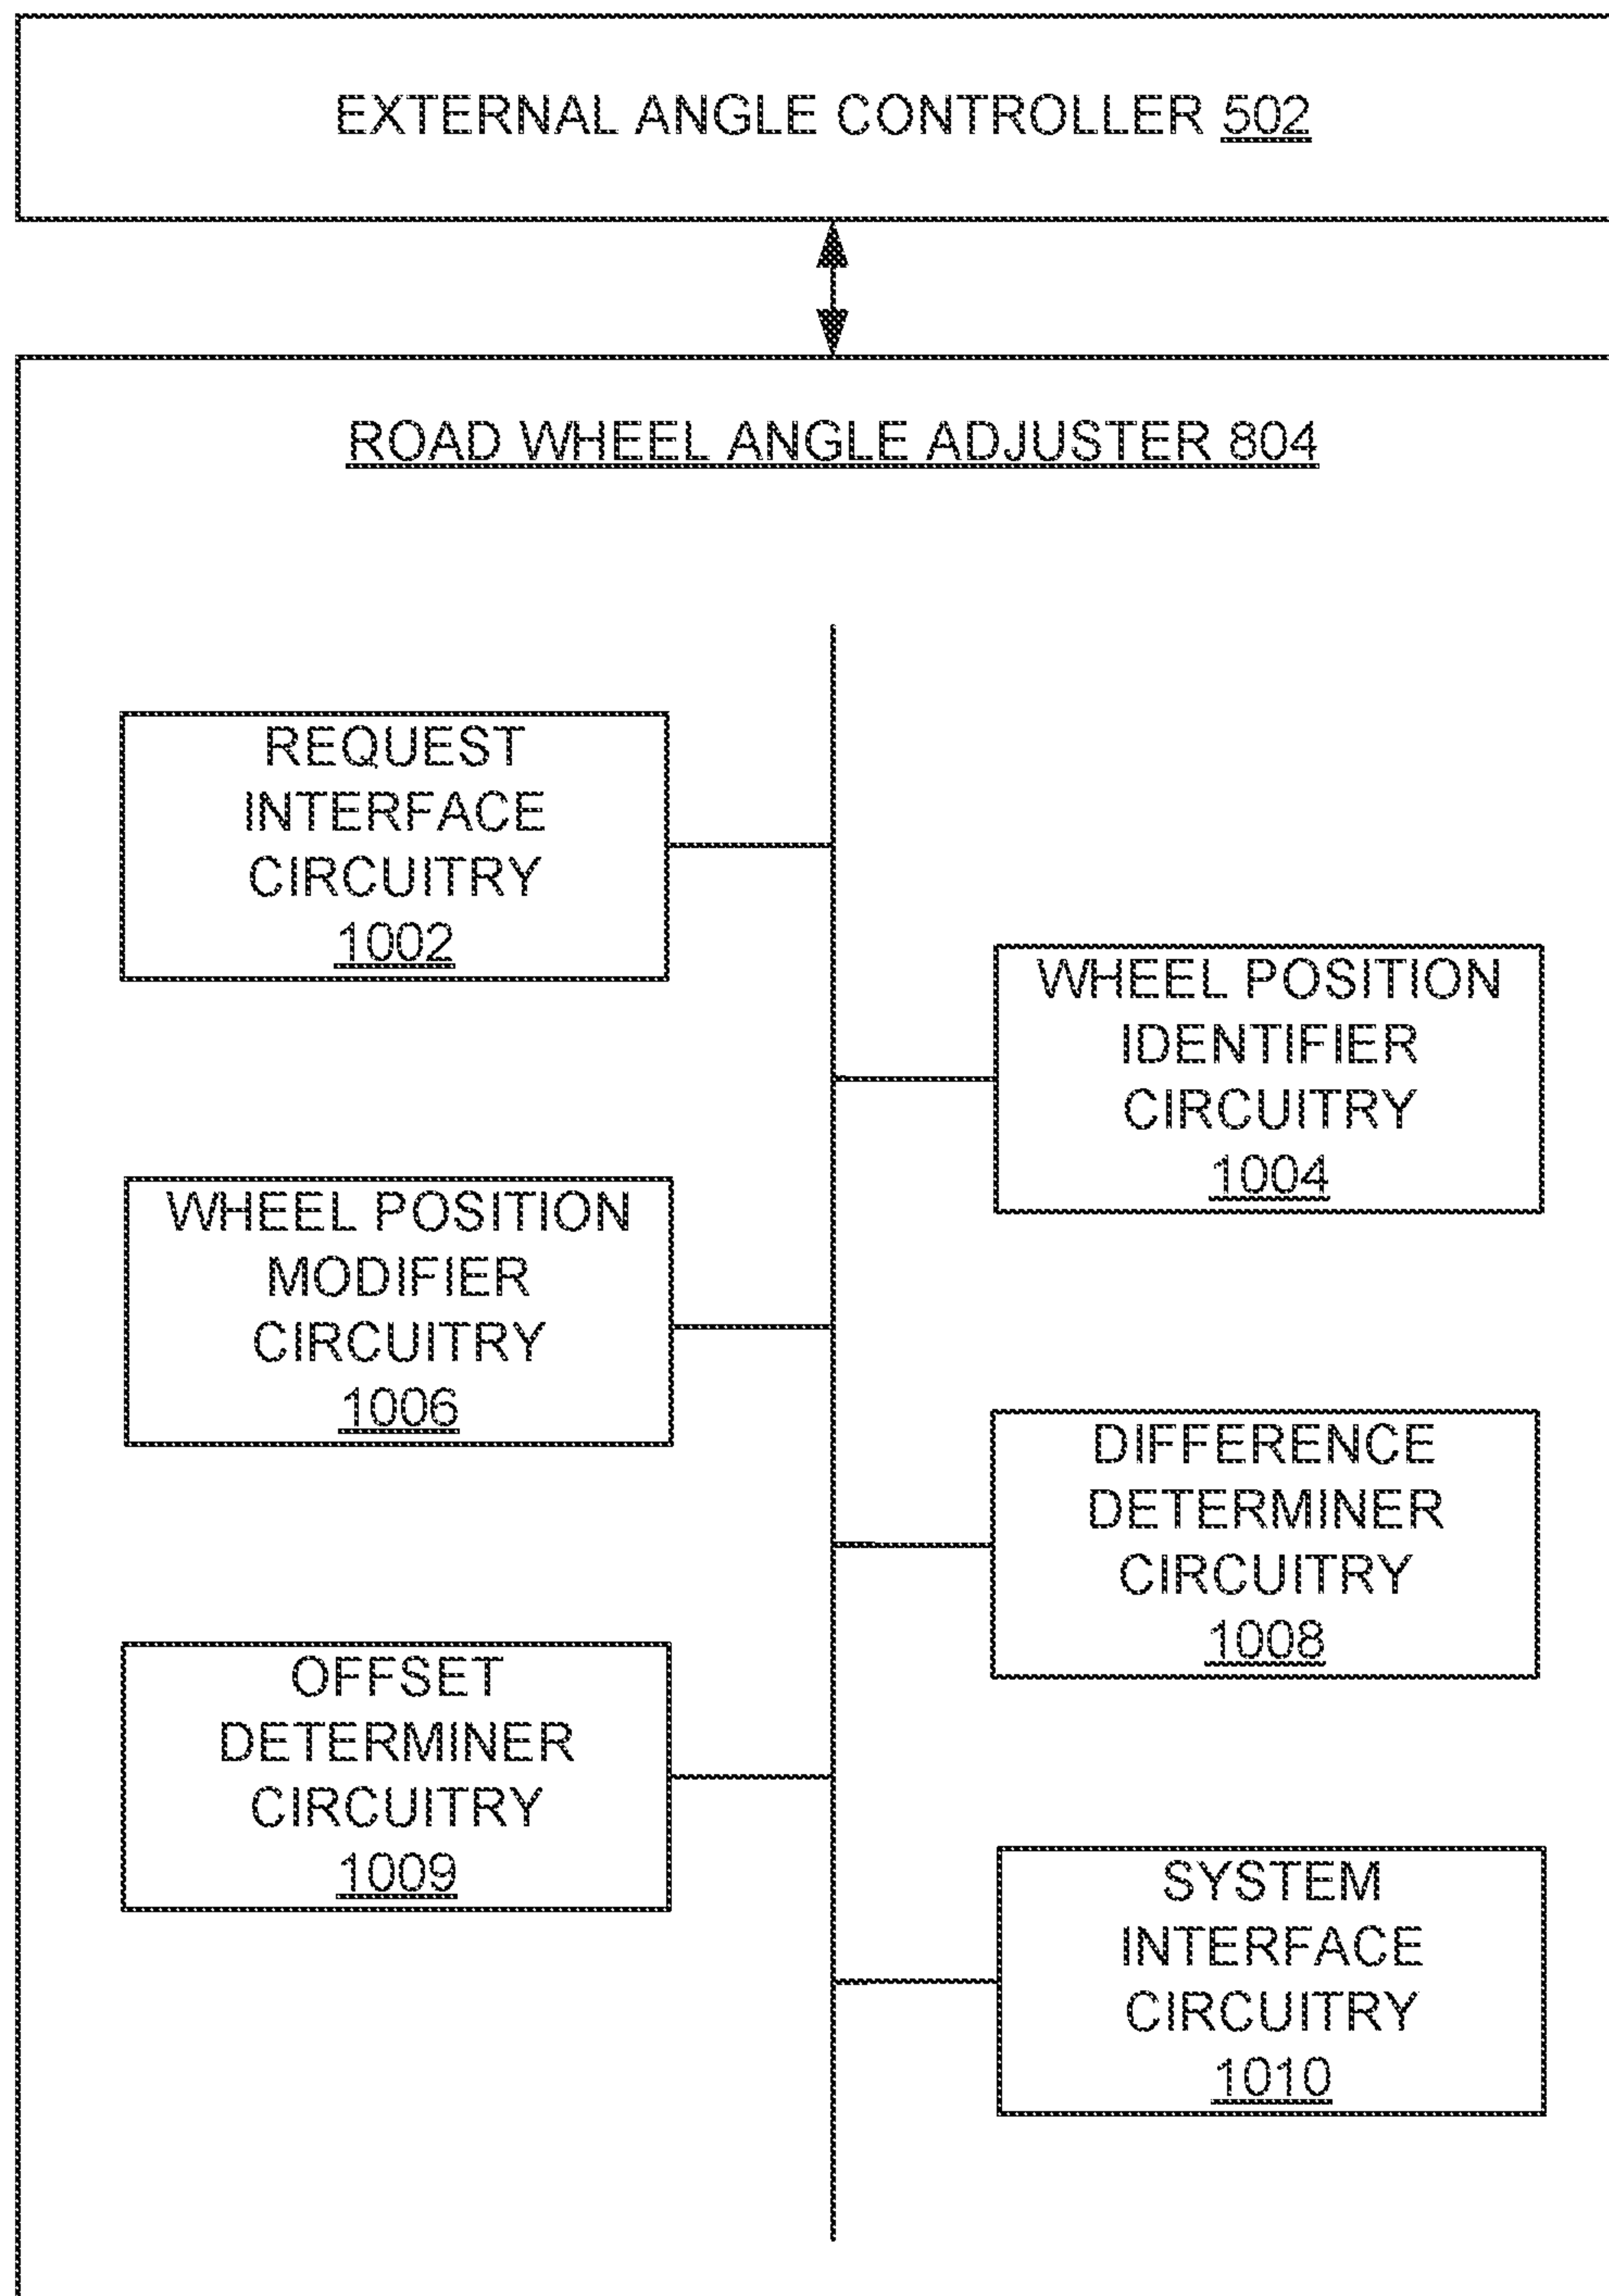 EXTERNAL ANGLE CONTROLLER 502
ROAD WHEEL ANGLE ADJUSTER 804
REQUEST
INTERFACE
CIRCUITRY
1002
WHEEL POSITION
IDENTIFIER
CIRCUITRY
1004
WHEEL POSITION
MODIFIER
CIRCUITRY
1006
DIFFERENCE
DETERMINER
CIRCUITRY
1008
OFFSET
DETERMINER
CIRCUITRY
1009
SYSTEM
INTERFACE
CIRCUITRY
1010